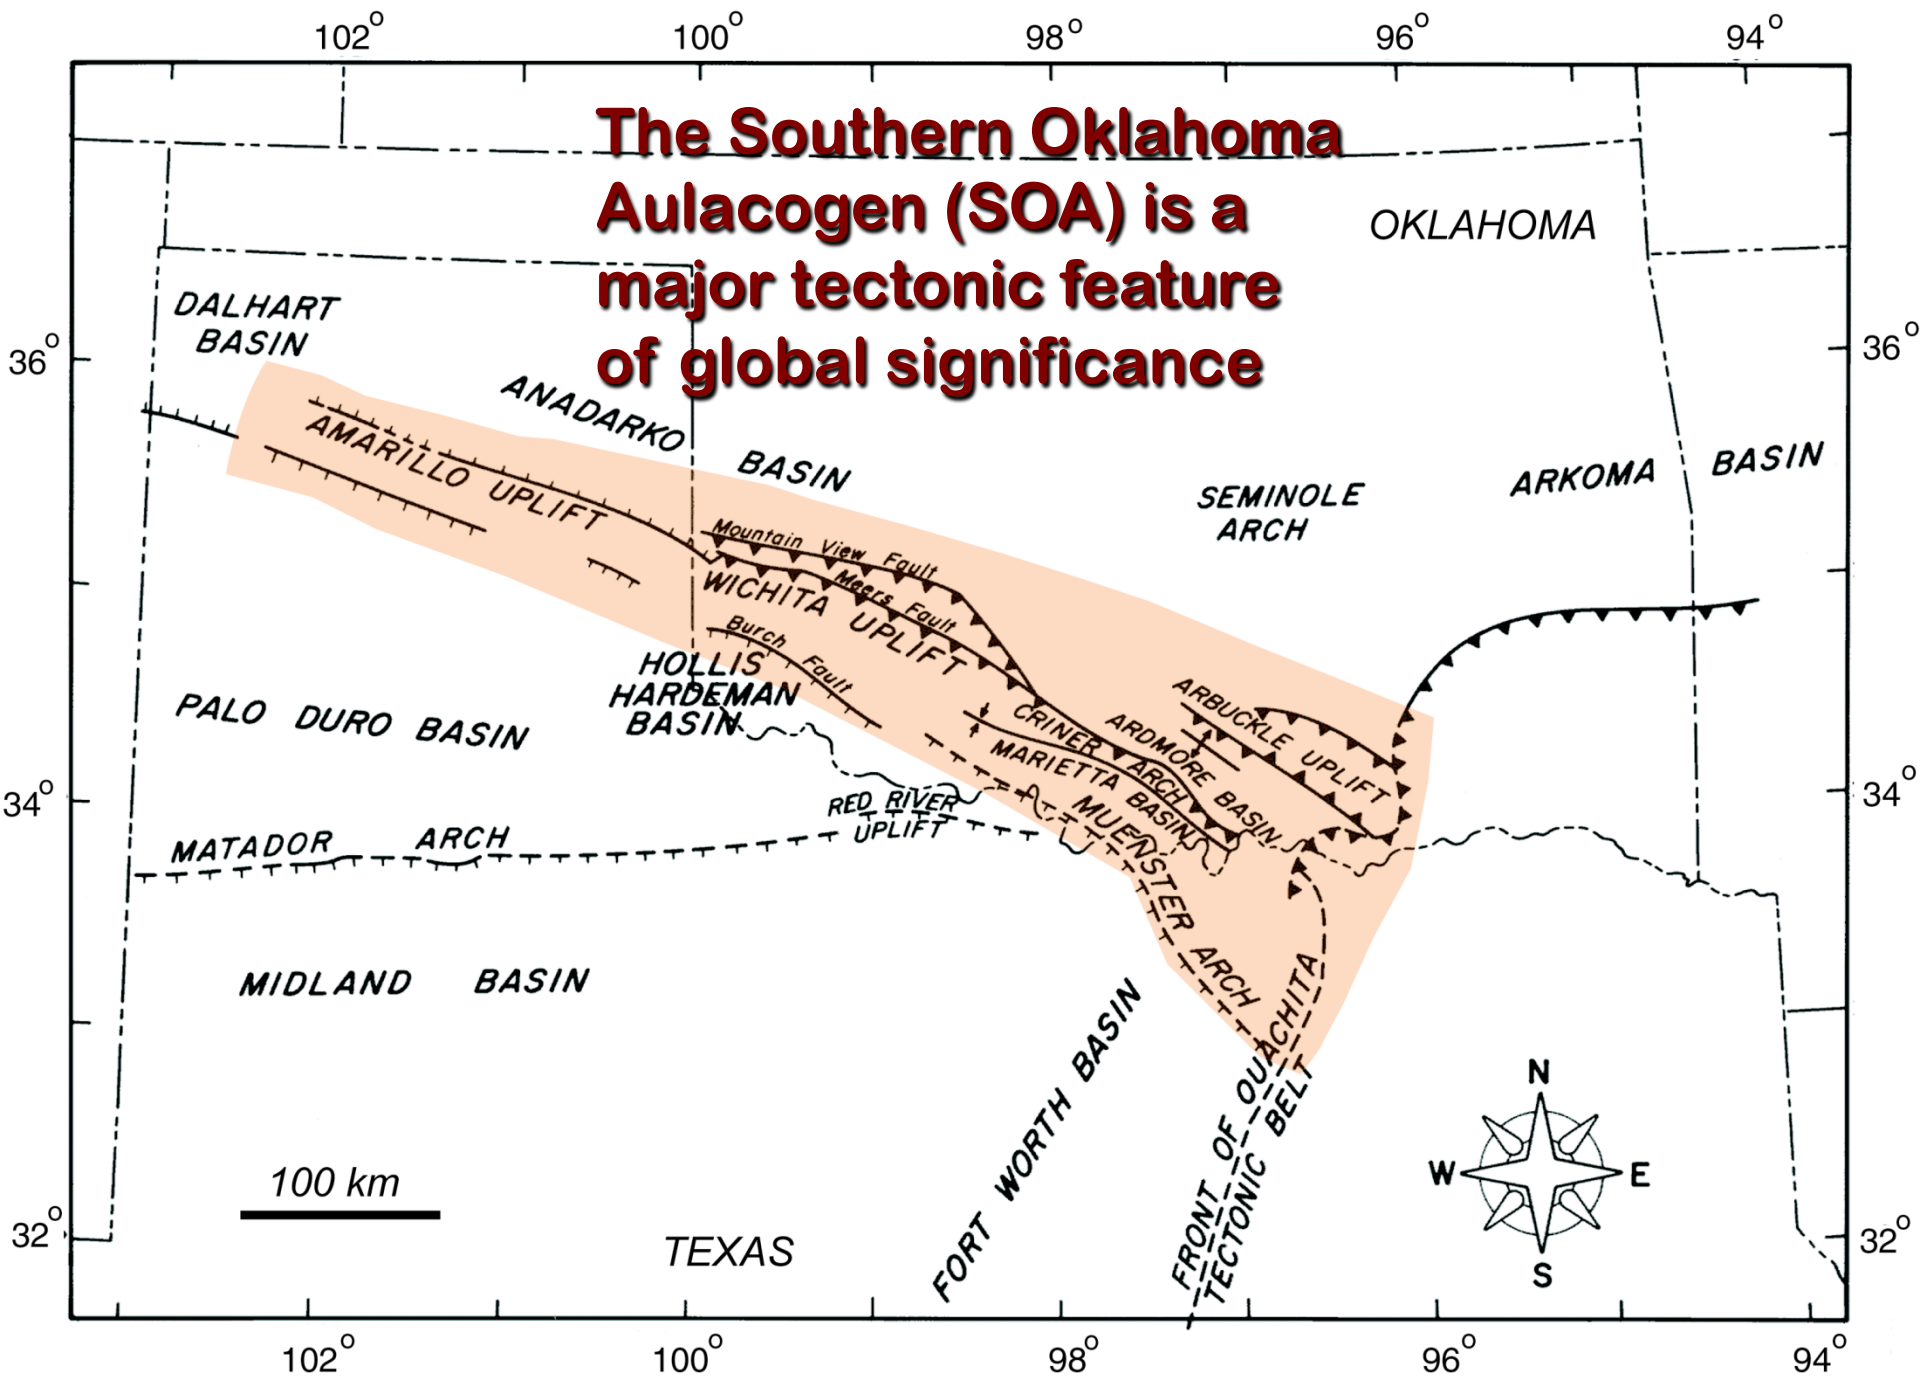 102°
100°
98°
96°
94°
The Southern Oklahoma
Aulacogen (SOA) is a
major tectonic feature
of global significance
OKLAHOMA
DALHART
BASIN
36°
36°
ANADARKO BASIN
AMARILLO UPLIFT
SEMINOLE
ARCH
ARKOMA BASIN
Mountain View Fault
Meers Fault
WICHITA UPLIFT
Burch Fault
HOLLIS
HARDEMAN
BASIN
PALO DURO BASIN
ARBUCKLE UPLIFT
ARDMORE BASIN
CRINER ARCH
MARIETTA BASIN
34°
34°
RED RIVER
UPLIFT
MATADOR ARCH
MUENSTER ARCH
MIDLAND BASIN
FORT WORTH BASIN
FRONT OF OUACHITA
TECTONIC BELT
N
W
E
S
100 km
TEXAS
32°
32°
102°
100°
98°
96°
94°